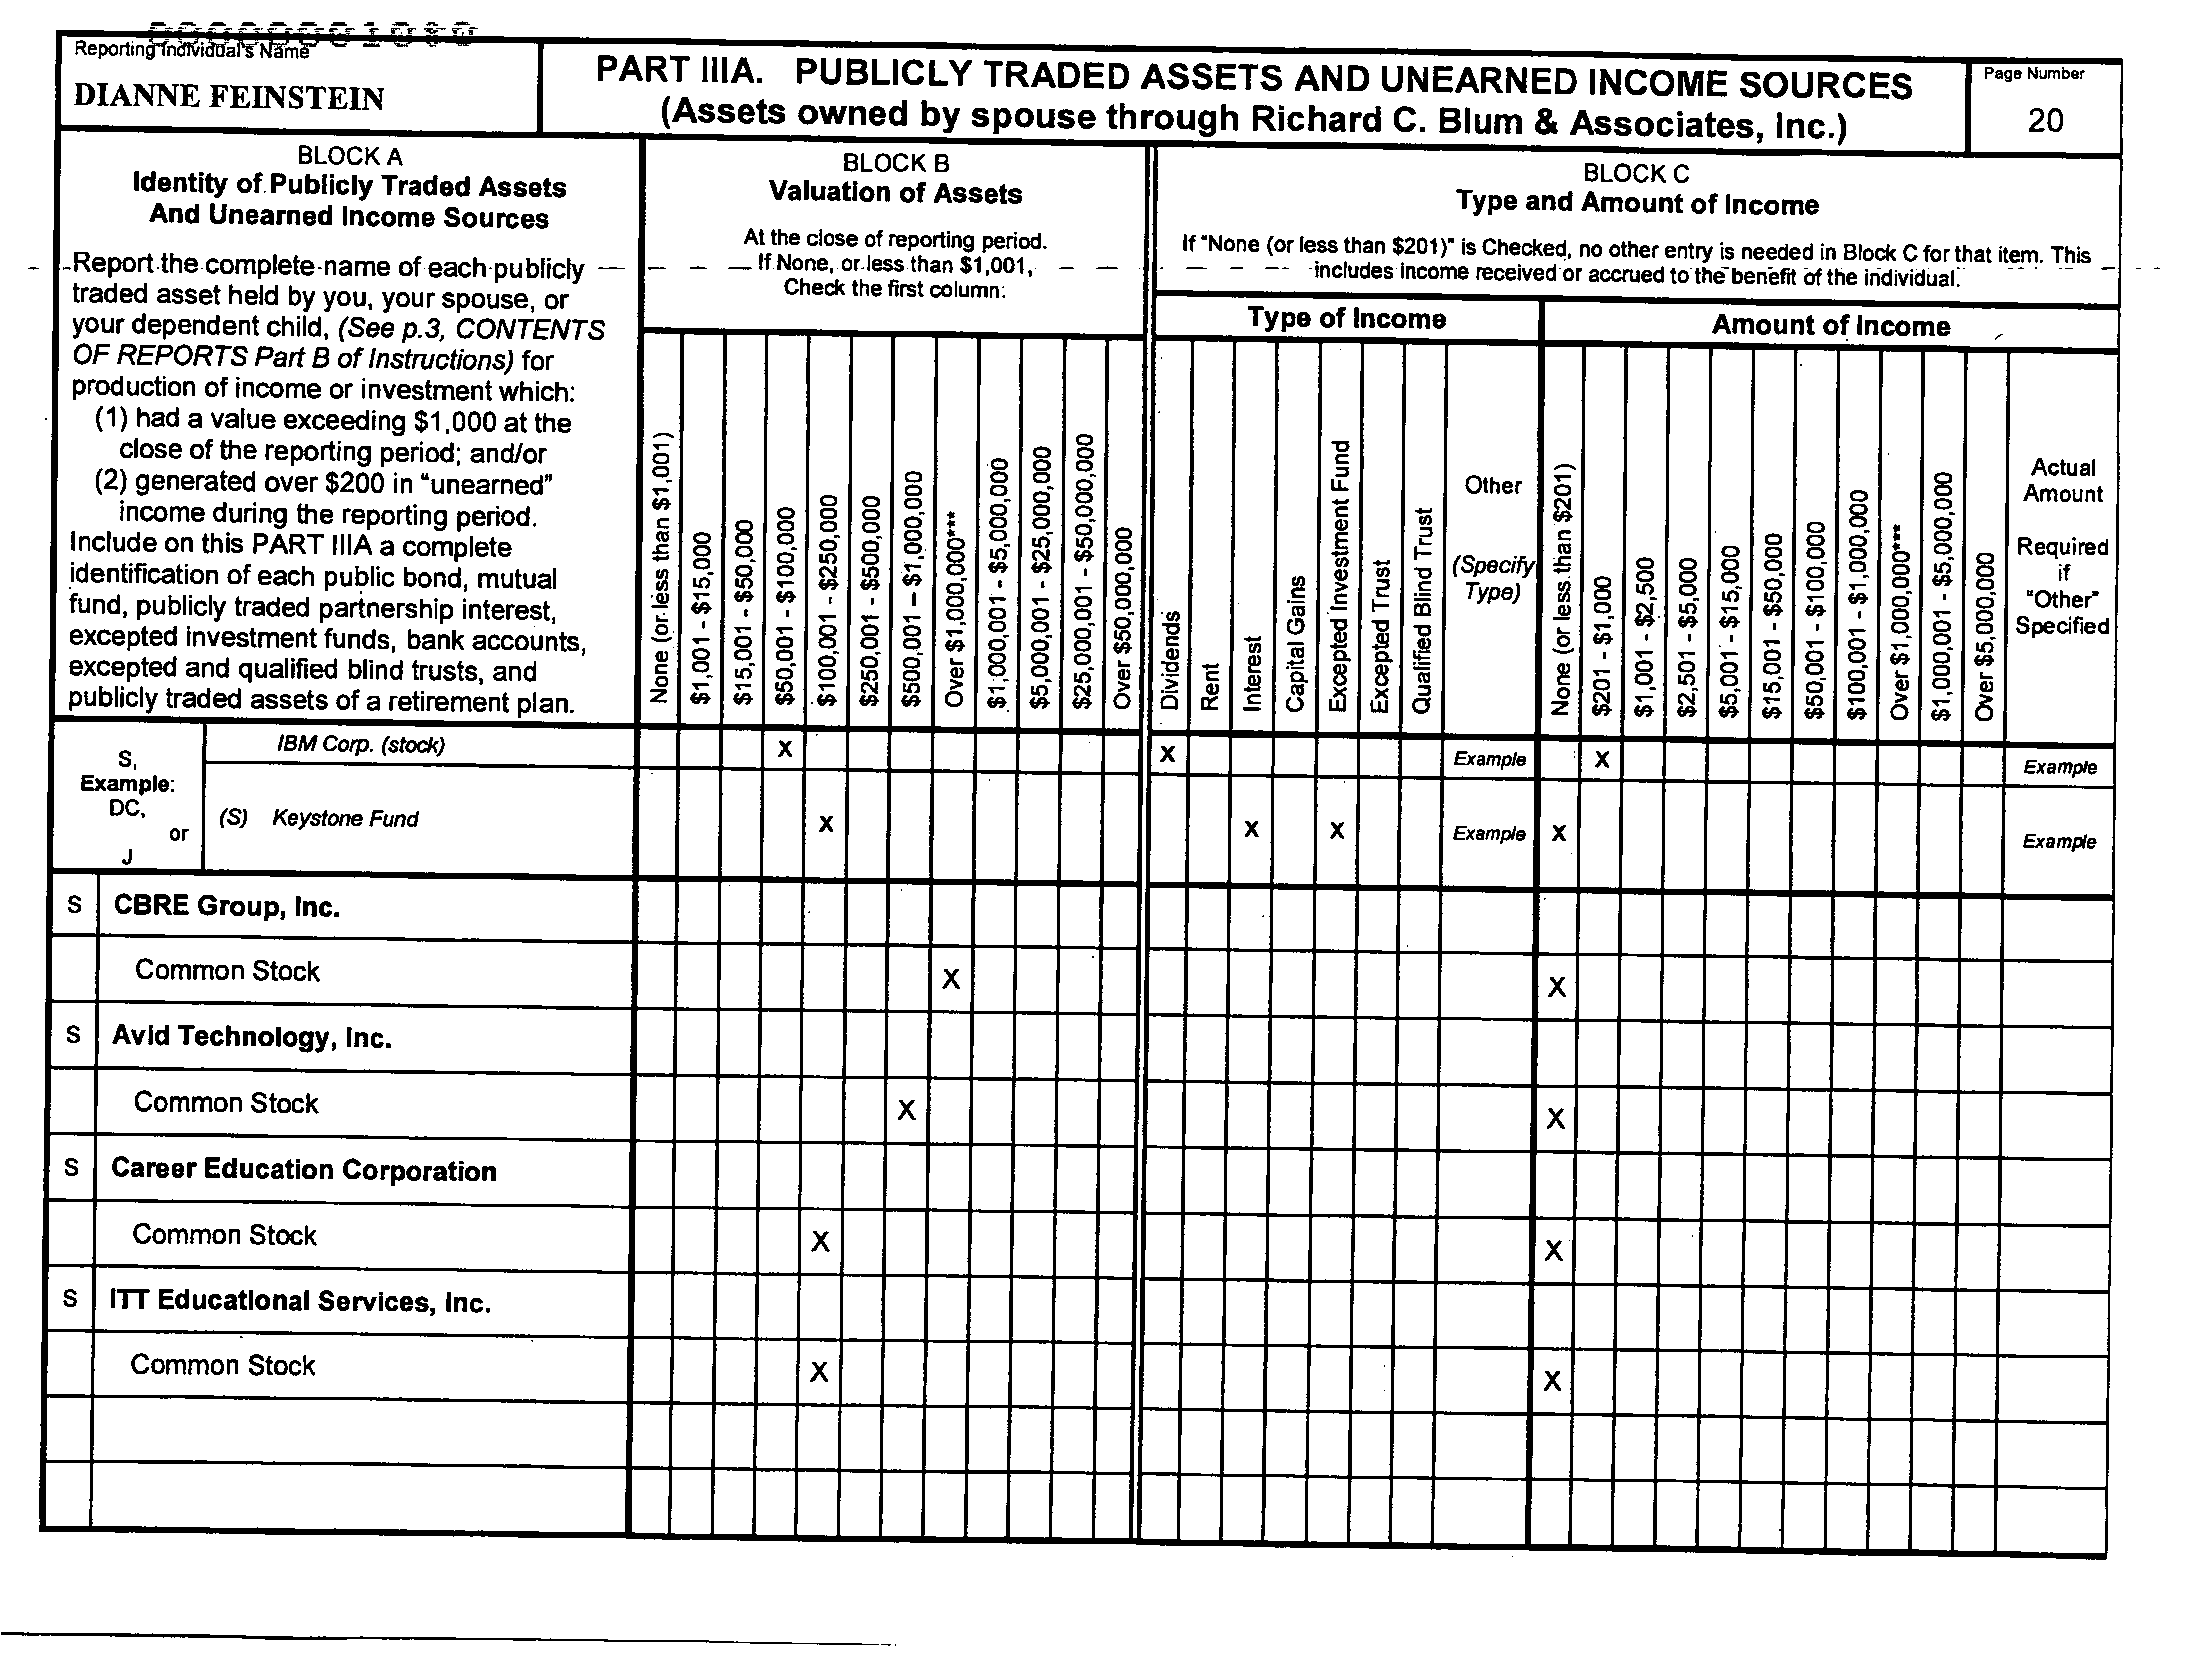 Reporting Individual's Name
DIANNE FEINSTEIN
PART IIIA. PUBLICLY TRADED ASSETS AND UNEARNED INCOME SOURCES
(Assets owned by spouse through Richard C. Blum & Associates, Inc.)
Page Number
20
BLOCK A
Identity of Publicly Traded Assets
And Unearned Income Sources
Report the complete name of each publicly
traded asset held by you, your spouse, or
your dependent child, (See p.3, CONTENTS
OF REPORTS Part B of Instructions) for
production of income or investment which:
(1) had a value exceeding $1,000 at the
close of the reporting period; and/or
(2) generated over $200 in "unearned"
income during the reporting period.
Include on this PART IIIA a complete
identification of each public bond, mutual
fund, publicly traded partnership interest,
excepted investment funds, bank accounts,
excepted and qualified blind trusts, and
publicly traded assets of a retirement plan.
BLOCK B
Valuation of Assets
At the close of reporting period.
If None, or less than $1,001,
Check the first column:
None (or less than $1,001)
$1,001 - $15,000
$15,001 - $50,000
$50,001 - $100,000
$100,001 - $250,000
$250,001 - $500,000
$500,001 – $1,000,000
Over $1,000,000***
$1,000,001 - $5,000,000
$5,000,001 - $25,000,000
$25,000,001 - $50,000,000
Over $50,000,000
BLOCK C
Type and Amount of Income
If "None (or less than $201)" is Checked, no other entry is needed in Block C for that item. This
includes income received or accrued to the benefit of the individual.
Type of Income
Dividends
Rent
Interest
Capital Gains
Excepted Investment Fund
Excepted Trust
Qualified Blind Trust
Other
(Specify
Type)
Amount of Income
None (or less than $201)
$201 - $1,000
$1,001 - $2,500
$2,501 - $5,000
$5,001 - $15,000
$15,001 - $50,000
$50,001 - $100,000
$100,001 - $1,000,000
Over $1,000,000***
$1,000,001 - $5,000,000
Over $5,000,000
Actual
Amount
Required
if
"Other"
Specified
S,
Example:
DC,
or
J
IBM Corp. (stock) X X Example X Example
(S) Keystone Fund X X X Example X Example
S CBRE Group, Inc.
Common Stock X X
S Avid Technology, Inc.
Common Stock X X
S Career Education Corporation
Common Stock X X
S ITT Educational Services, Inc.
Common Stock X X